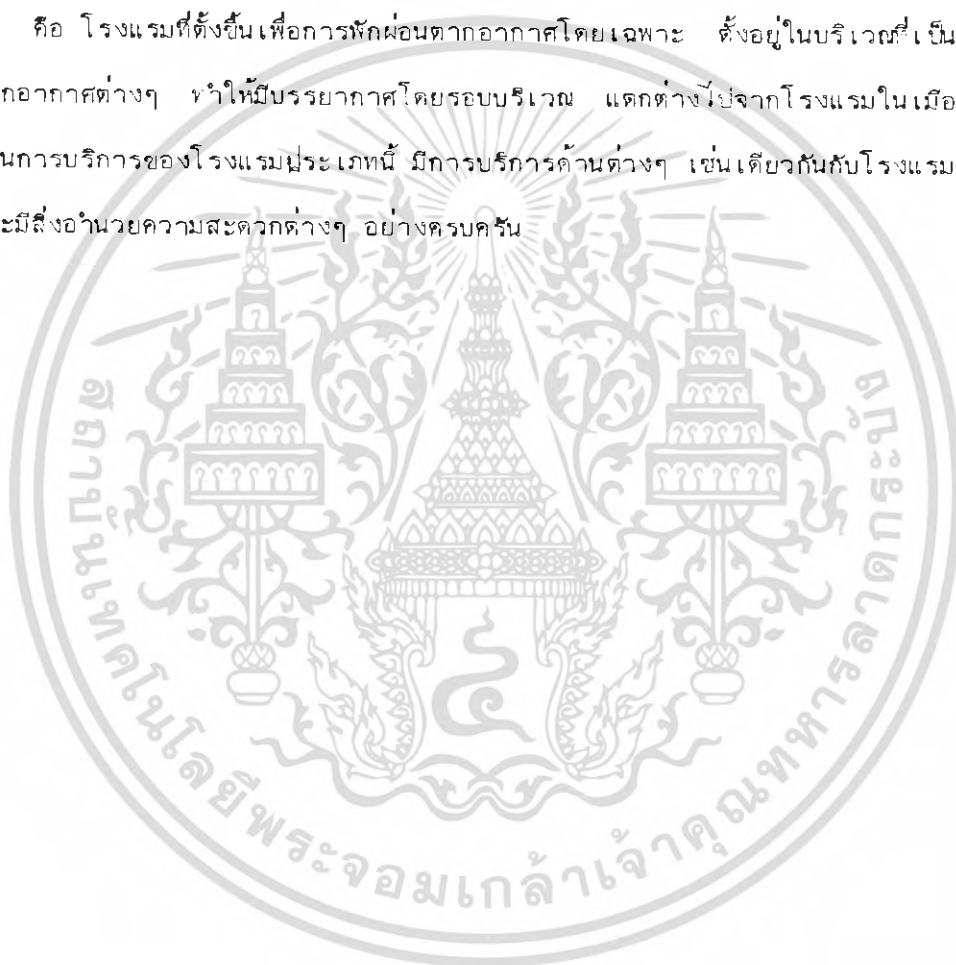 คือ โรงแรมที่ตั้งขึ้นเพื่อการพักผ่อนตากอากาศโดยเฉพาะ ตั้งอยู่ในบริเวณที่เป็น
กอากาศต่างๆ ทำให้มีบรรยากาศโดยรอบบริเวณ แตกต่างไปจากโรงแรมในเมือ
นการบริการของโรงแรมประเภทนี้ มีการบริการด้านต่างๆ เช่นเดียวกันกับโรงแรม
ะมีสิ่งอำนวยความสะดวกต่างๆ อย่างครบครัน
สถาบันเทคโนโลยีพระจอมเกล้าเจ้าคุณทหารลาดกระบัง
๔